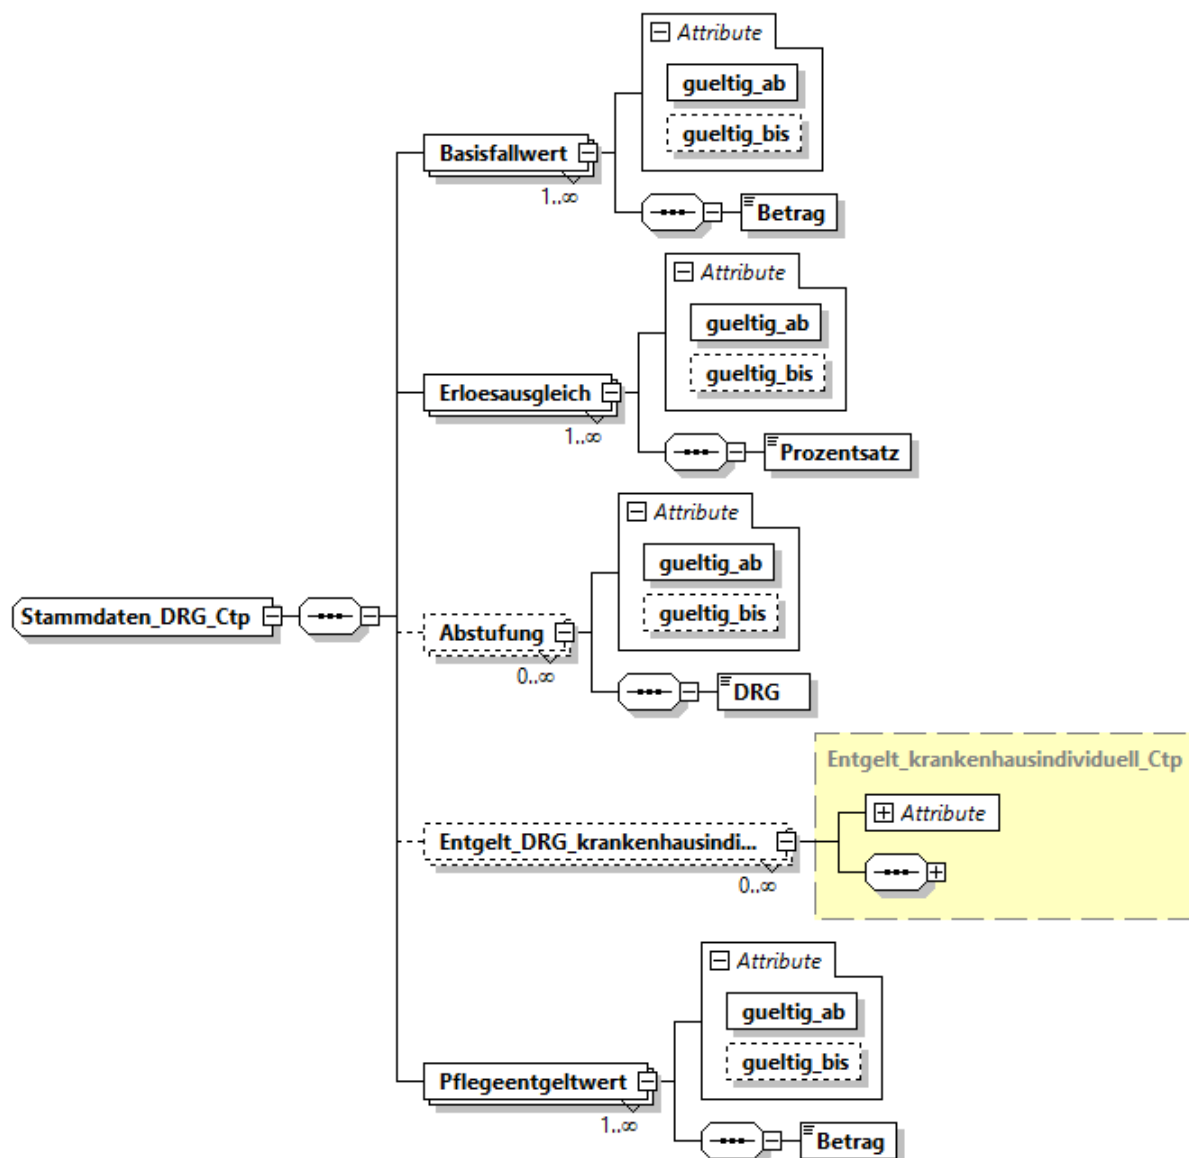 Attribute
gueltig_ab
gueltig_bis
Basisfallwert
1..∞
Betrag
Attribute
gueltig_ab
gueltig_bis
Erloesausgleich
1..∞
Prozentsatz
Attribute
gueltig_ab
gueltig_bis
Stammdaten_DRG_Ctp
Abstufung
0..∞
DRG
Entgelt_krankenhausindividuell_Ctp
Attribute
Entgelt_DRG_krankenhausindi...
0..∞
Attribute
gueltig_ab
gueltig_bis
Pflegeentgeltwert
1..∞
Betrag